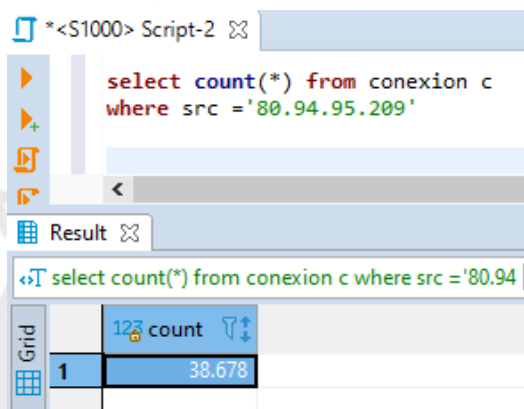 *<S1000> Script-2
select count(*) from conexion c
where src ='80.94.95.209'
Result
T select count(*) from conexion c where src ='80.94
Grid
123 count
1
38.678